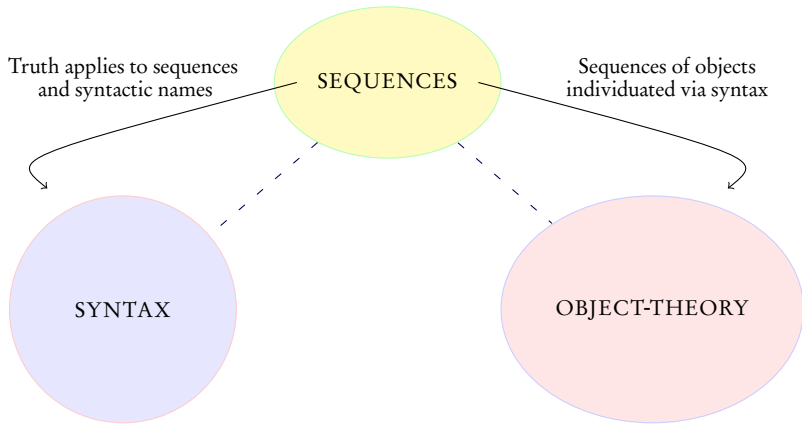 Truth applies to sequences
and syntactic names
SEQUENCES
Sequences of objects
individuated via syntax
SYNTAX
OBJECT-THEORY